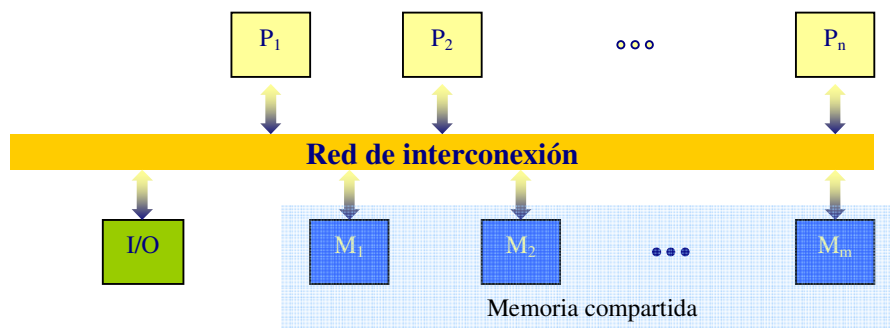 P1 P2 Pn
Red de interconexión
I/O M1 M2 Mm
Memoria compartida